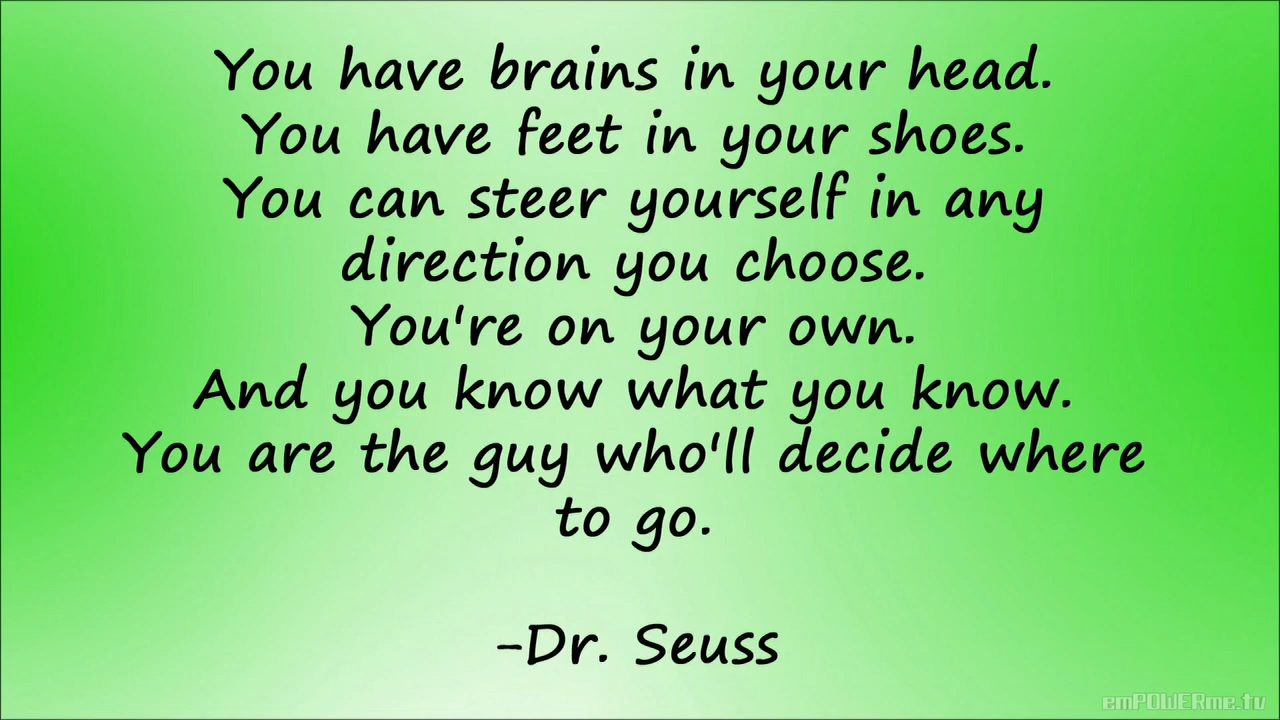 You have brains in your head.
You have feet in your shoes.
You can steer yourself in any
direction you choose.
You're on your own.
And you know what you know.
You are the guy who'll decide where
to go.
-Dr. Seuss
emPOWERme.tv